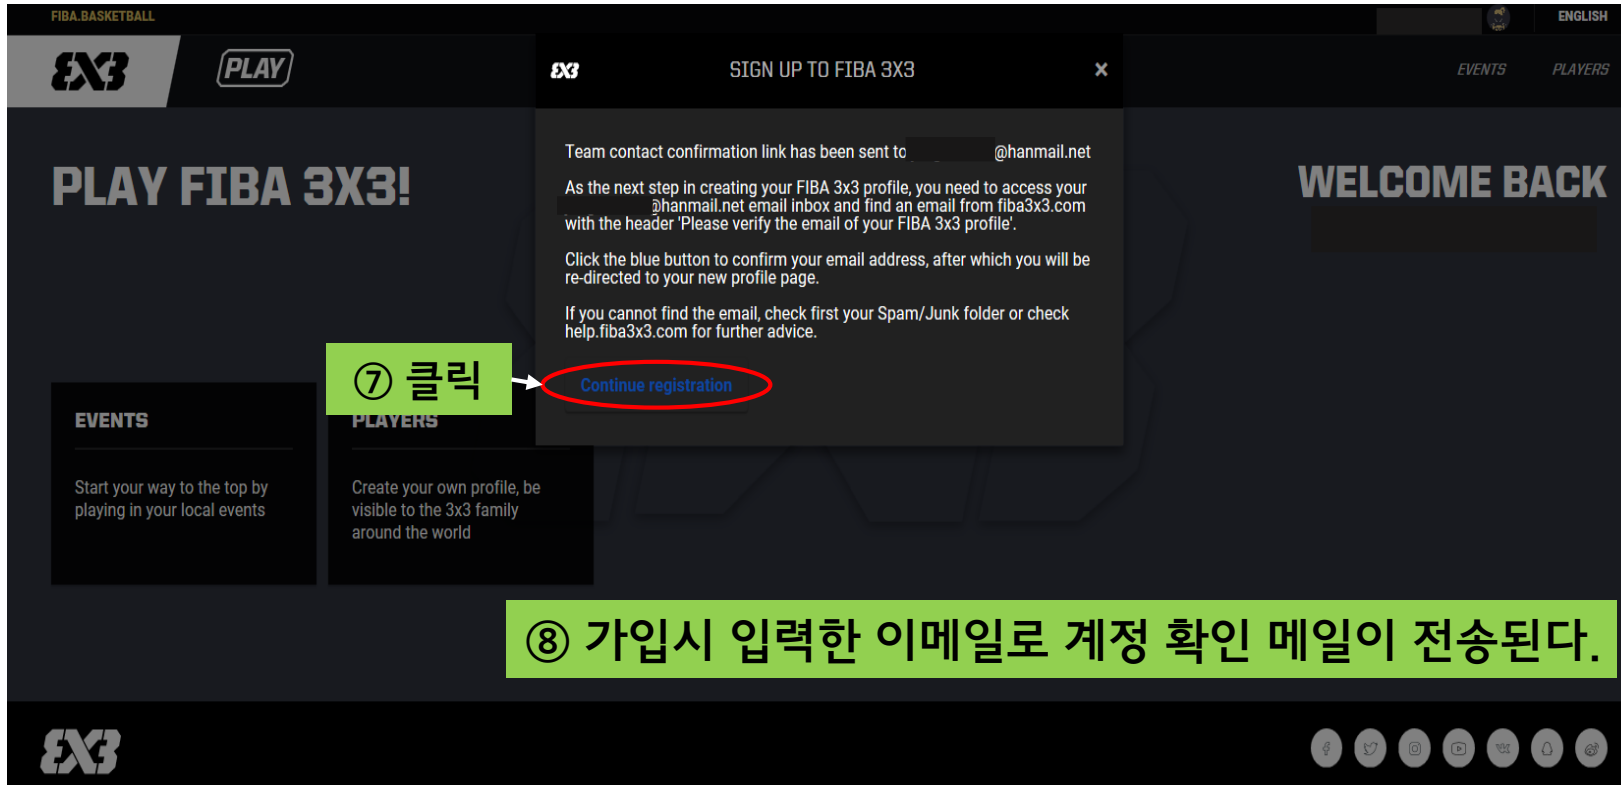 FIBA.BASKETBALL
ENGLISH
3X3
PLAY
3X3
SIGN UP TO FIBA 3X3
×
EVENTS
PLAYERS
Team contact confirmation link has been sent to @hanmail.net
As the next step in creating your FIBA 3x3 profile, you need to access your
@hanmail.net email inbox and find an email from fiba3x3.com
with the header 'Please verify the email of your FIBA 3x3 profile'.
Click the blue button to confirm your email address, after which you will be
re-directed to your new profile page.
If you cannot find the email, check first your Spam/Junk folder or check
help.fiba3x3.com for further advice.
Continue registration
PLAY FIBA 3X3!
WELCOME BACK
⑦ 클릭
EVENTS
Start your way to the top by
playing in your local events
PLAYERS
Create your own profile, be
visible to the 3x3 family
around the world
⑧ 가입시 입력한 이메일로 계정 확인 메일이 전송된다.
3X3